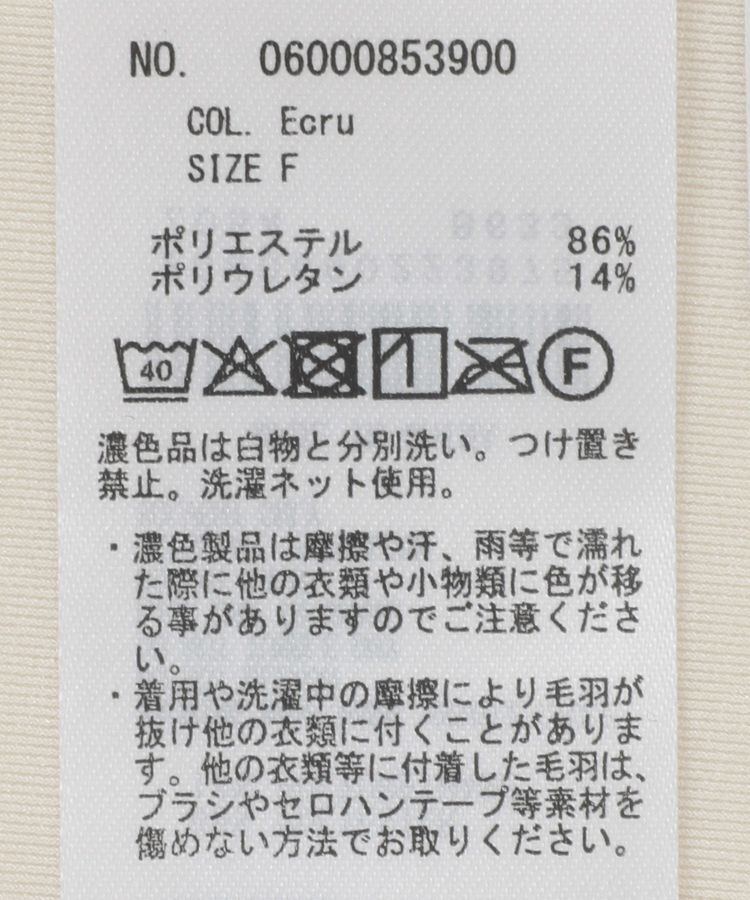 NO. 06000853900
COL. Ecru
SIZE F
ポリエステル 86%
ポリウレタン 14%
40
F
濃色品は白物と分別洗い。つけ置き
禁止。洗濯ネット使用。
・濃色製品は摩擦や汗、雨等で濡れ
た際に他の衣類や小物類に色が移
る事がありますのでご注意くださ
い。
・着用や洗濯中の摩擦により毛羽が
抜け他の衣類に付くことがありま
す。他の衣類等に付着した毛羽は、
ブラシやセロハンテープ等素材を
傷めない方法でお取りください。